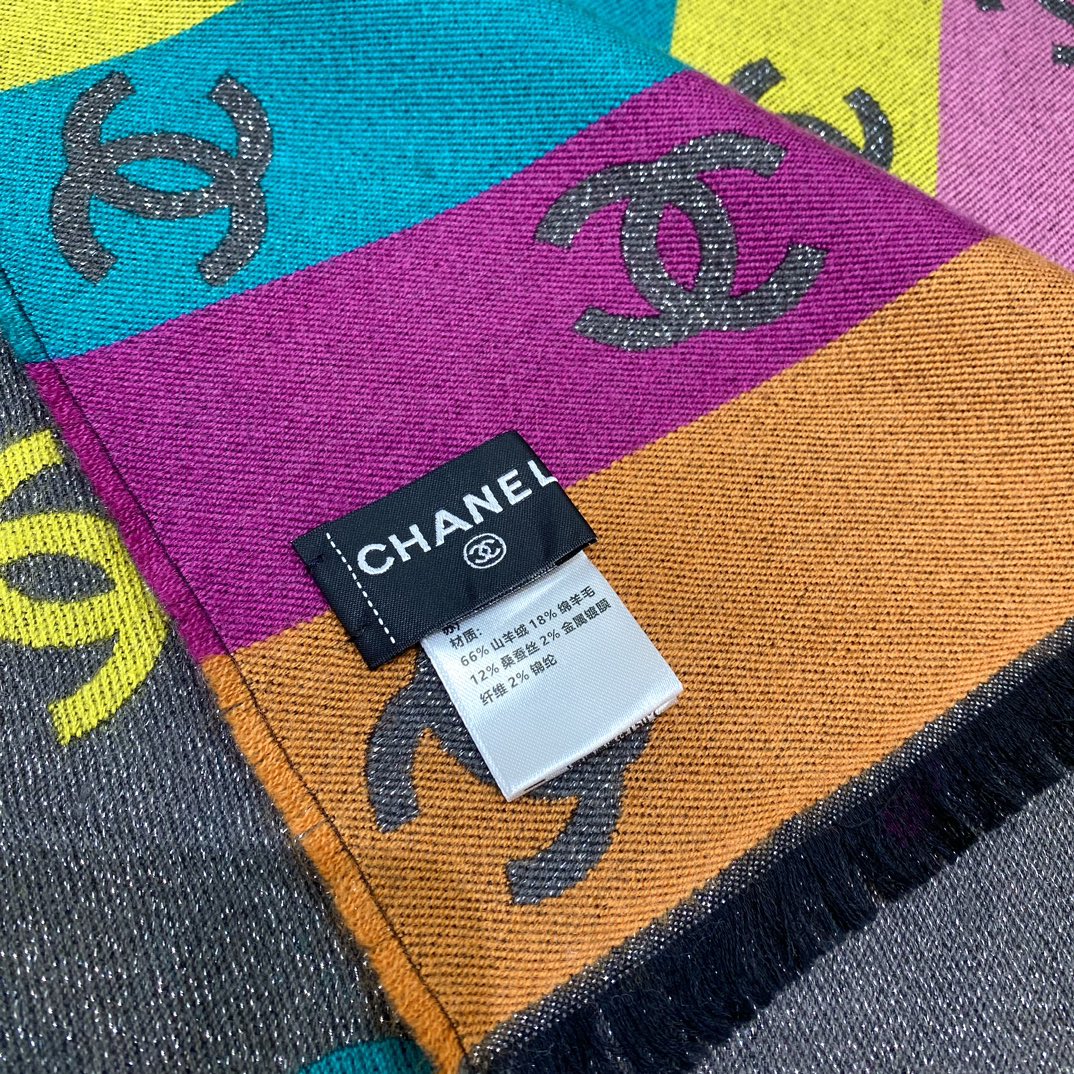 CHANEL
材质:
66% 山羊绒 18% 绵羊毛
12% 桑蚕丝 2% 金属镀膜
纤维 2% 锦纶